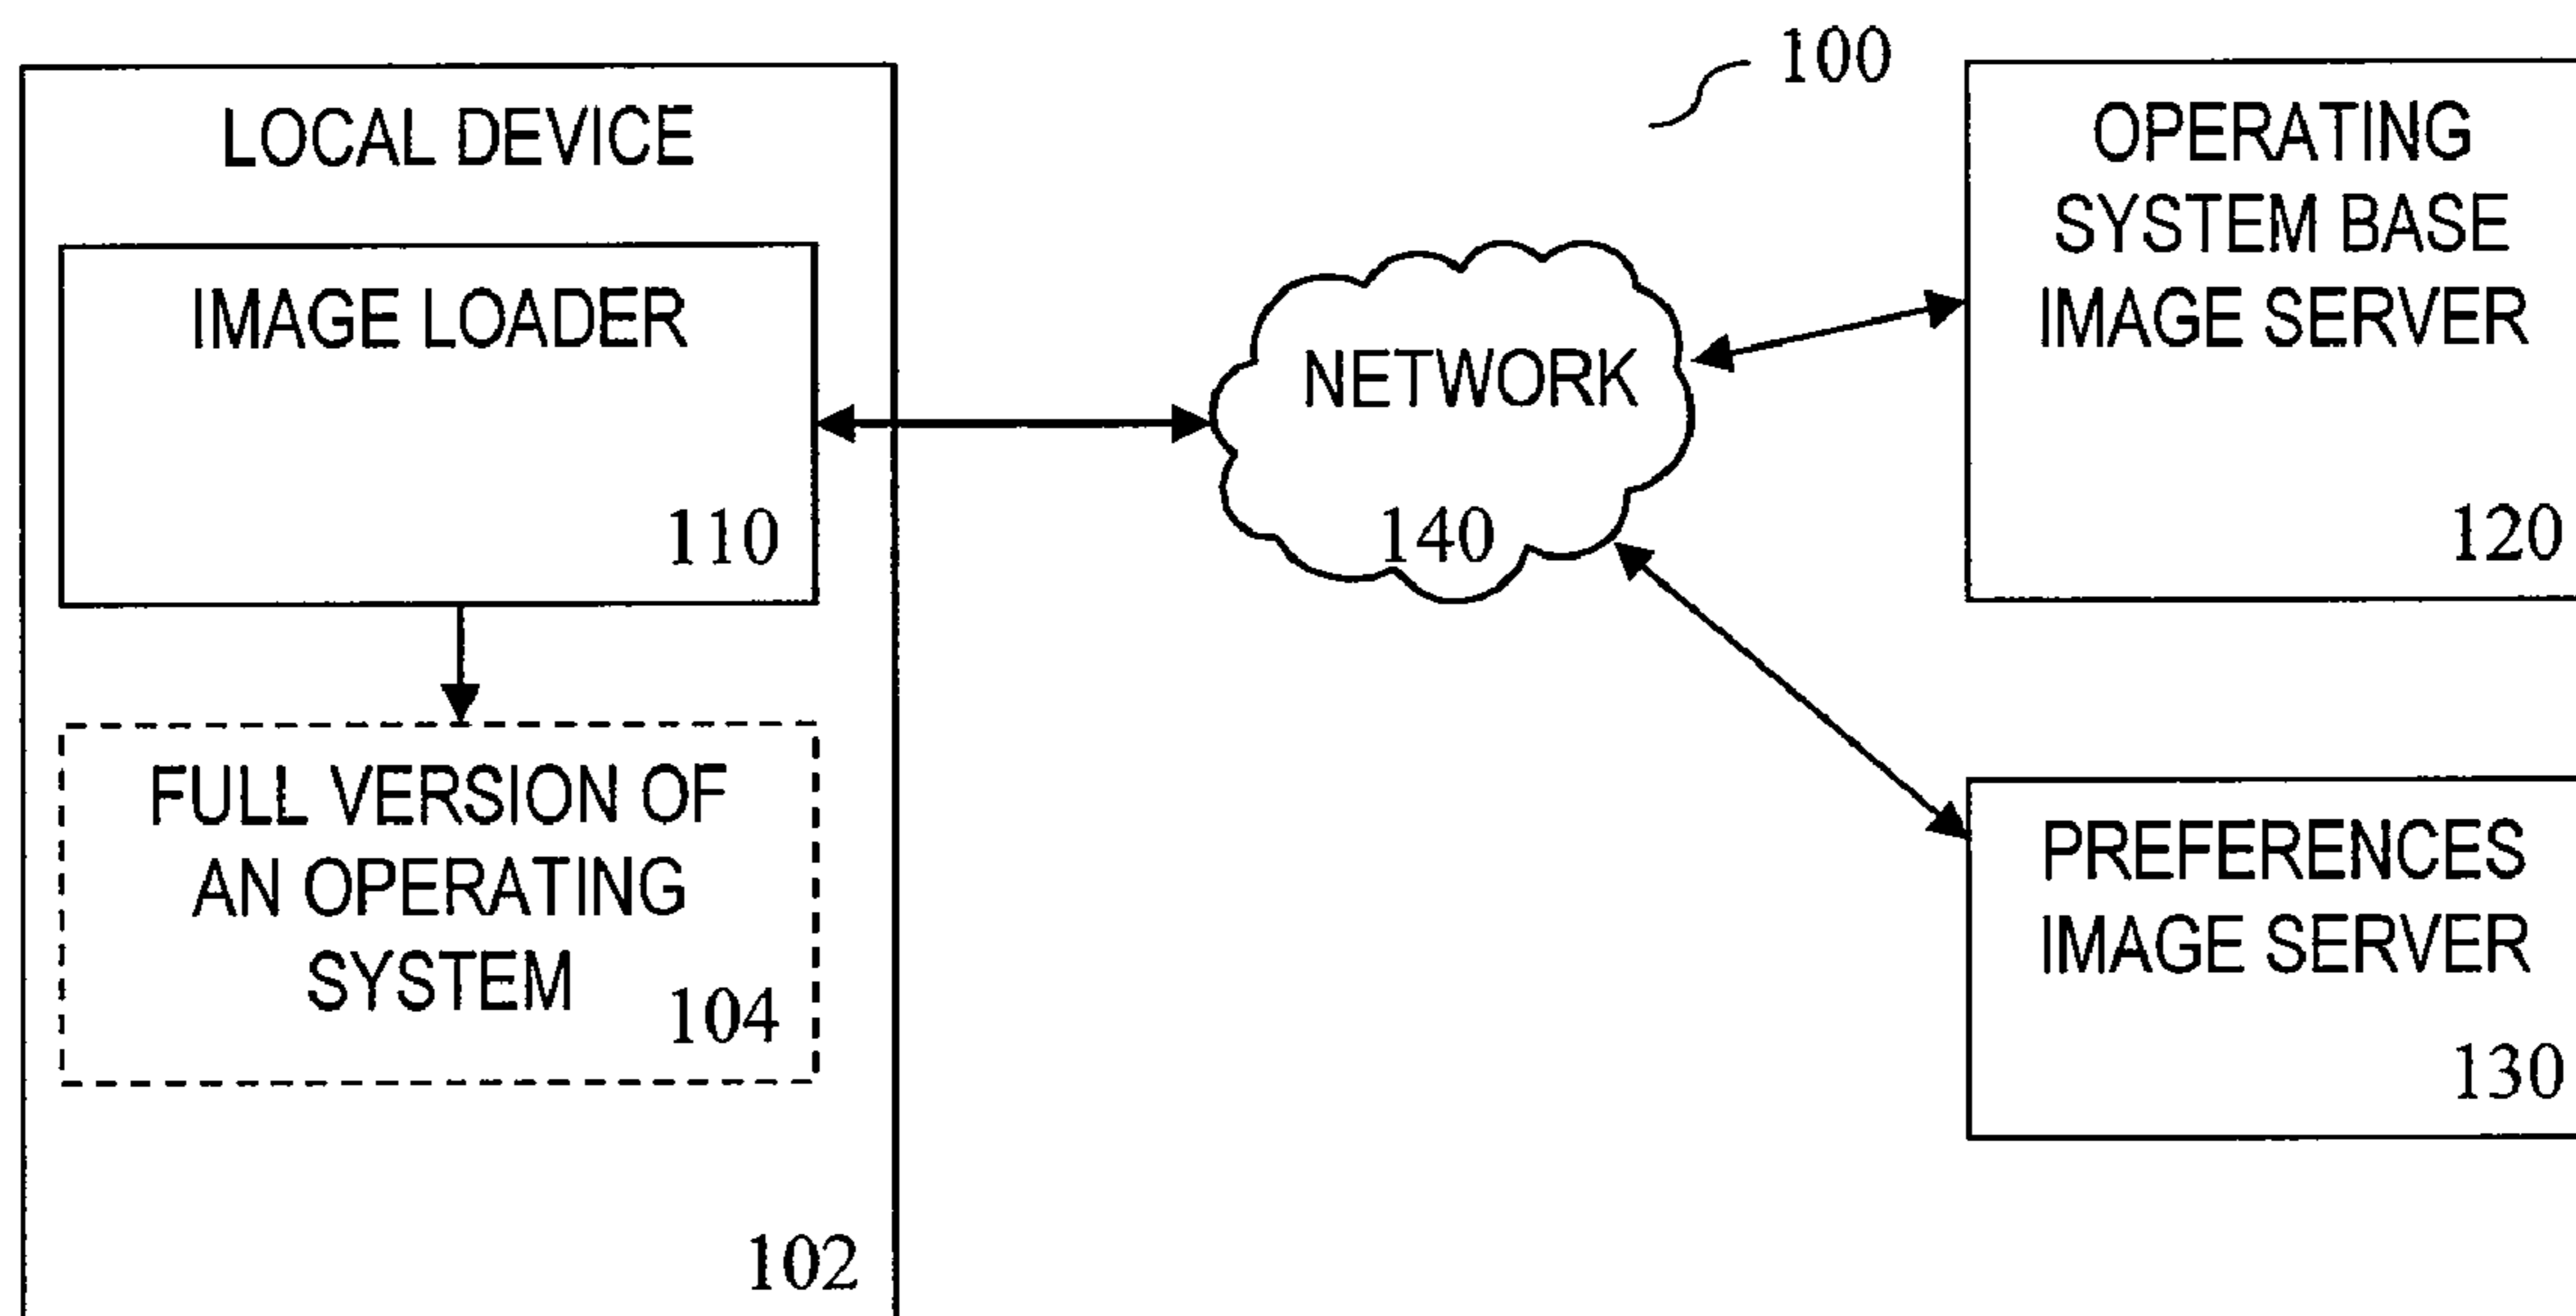 100
LOCAL DEVICE
IMAGE LOADER
110
FULL VERSION OF
AN OPERATING
SYSTEM
104
102
NETWORK
140
OPERATING
SYSTEM BASE
IMAGE SERVER
120
PREFERENCES
IMAGE SERVER
130